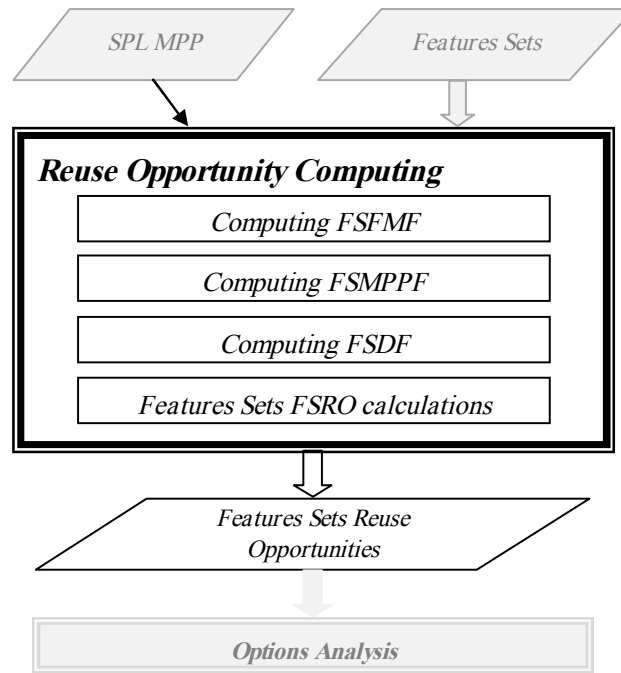 SPL MPP
Features Sets
Reuse Opportunity Computing
Computing FSFMF
Computing FSMPPF
Computing FSDF
Features Sets FSRO calculations
Features Sets Reuse
Opportunities
Options Analysis